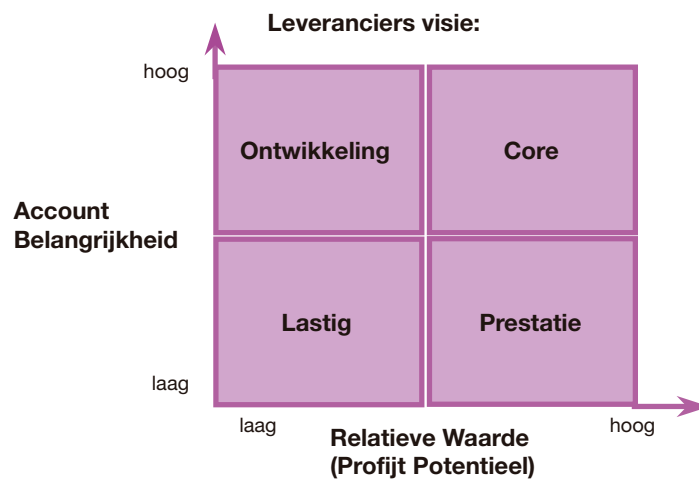 Leveranciers visie:
hoog
Ontwikkeling
Core
Account
Belangrijkheid
Lastig
Prestatie
laag
laag
hoog
Relatieve Waarde
(Profijt Potentieel)